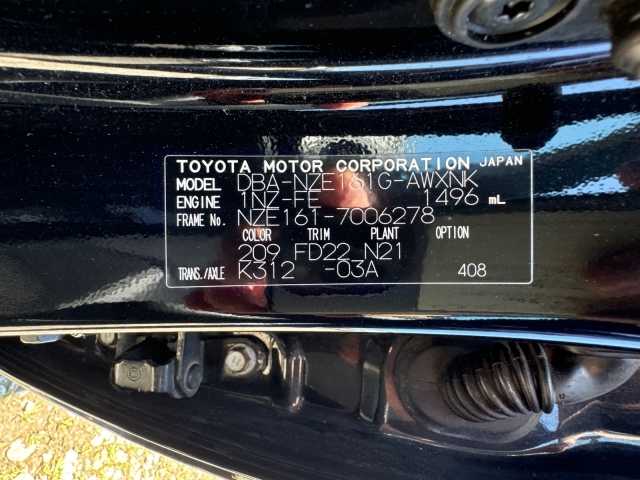 TOYOTA MOTOR CORPORATION JAPAN
MODEL DBA-NZE161G-AWXNK
ENGINE 1NZ-FE 1496 mL
FRAME No. NZE161-7006278
COLOR TRIM PLANT OPTION
209 FD22 N21
TRANS./AXLE K312 -03A 408